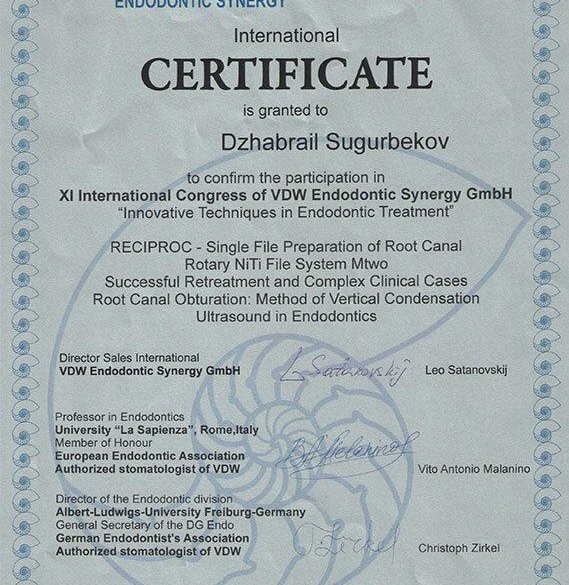 ENDODONTIC SYNERGY
International
CERTIFICATE
is granted to
Dzhabrail Sugurbekov
to confirm the participation in
XI International Congress of VDW Endodontic Synergy GmbH
“Innovative Techniques in Endodontic Treatment”
RECIPROC - Single File Preparation of Root Canal
Rotary NiTi File System Mtwo
Successful Retreatment and Complex Clinical Cases
Root Canal Obturation: Method of Vertical Condensation
Ultrasound in Endodontics
Director Sales International
VDW Endodontic Synergy GmbH
L Satanovskij
Leo Satanovskij
Professor in Endodontics
University “La Sapienza”, Rome,Italy
Member of Honour
European Endodontic Association
Authorized stomatologist of VDW
Vito Antonio Malanino
Director of the Endodontic division
Albert-Ludwigs-University Freiburg-Germany
General Secretary of the DG Endo
German Endodontist's Association
Authorized stomatologist of VDW
Zirkel
Christoph Zirkel